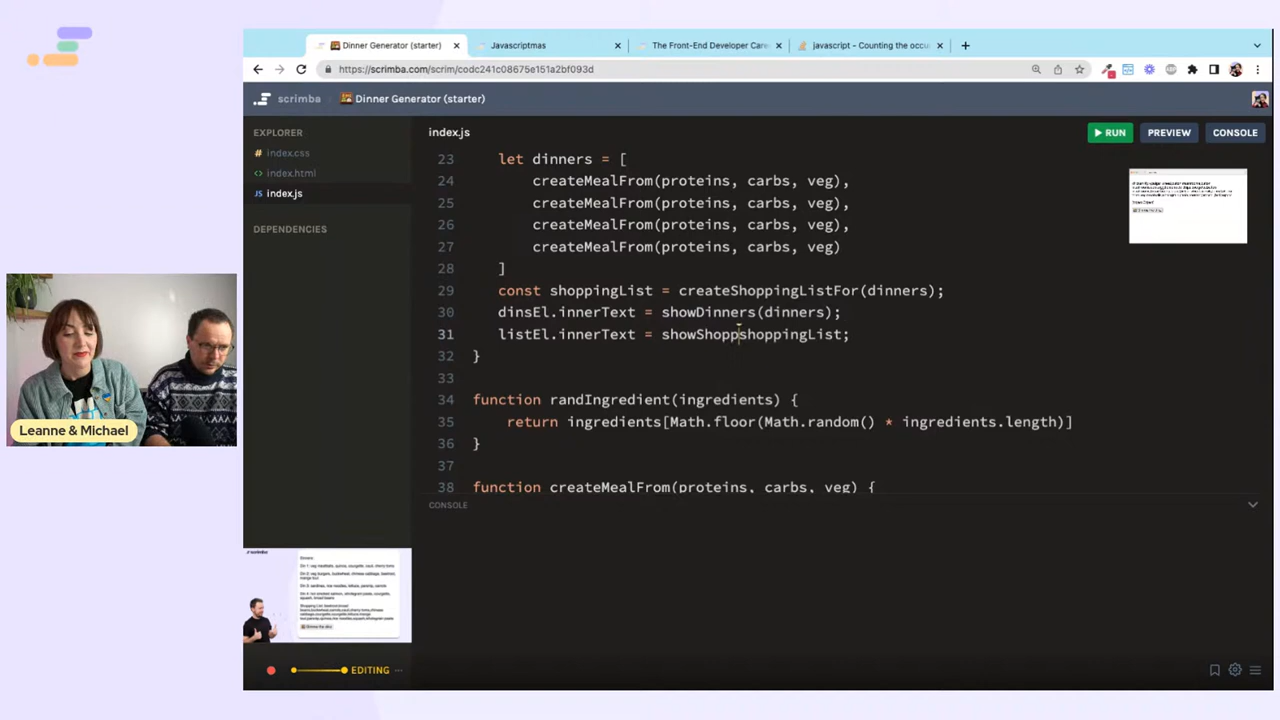 Dinner Generator (starter)
Javascriptmas
The Front-End Developer Care
javascript - Counting the occu
https://scrimba.com/scrim/codc241c08675e151a2bf093d
scrimba
Dinner Generator (starter)
EXPLORER
index.css
index.html
JS index.js
DEPENDENCIES
index.js
RUN
PREVIEW
CONSOLE
23 let dinners = [
24 createMealFrom(proteins, carbs, veg),
25 createMealFrom(proteins, carbs, veg),
26 createMealFrom(proteins, carbs, veg),
27 createMealFrom(proteins, carbs, veg)
28 ]
29 const shoppingList = createShoppingListFor(dinners);
30 dinsEl.innerText = showDinners(dinners);
31 listEl.innerText = showShoppshoppingList;
32 }
33
34 function randIngredient(ingredients) {
35 return ingredients[Math.floor(Math.random() * ingredients.length)]
36 }
37
38 function createMealFrom(proteins, carbs, veg) {
CONSOLE
Leanne & Michael
EDITING